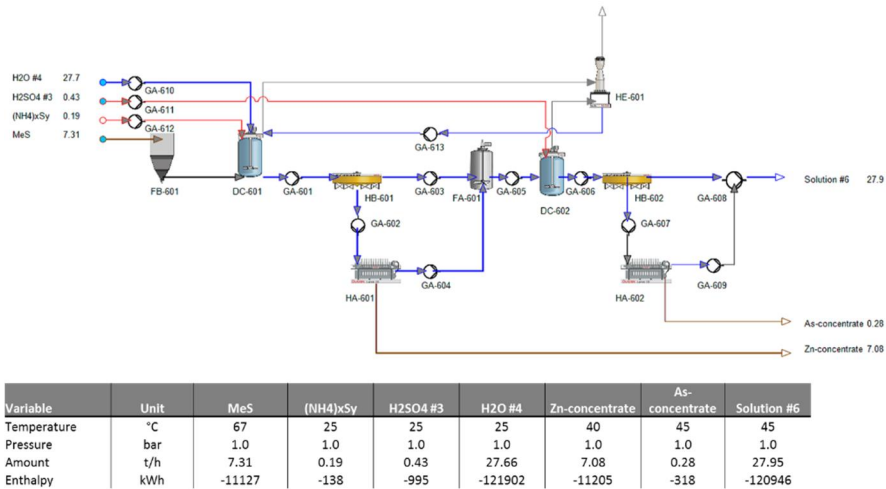 H2O #4 27.7
H2SO4 #3 0.43
(NH4)xSy 0.19
MeS 7.31
GA-610
GA-611
GA-612
HE-601
GA-613
FB-601
DC-601
GA-601
HB-601
GA-603
FA-601
GA-605
DC-602
GA-606
HB-602
GA-608
Solution #6 27.9
GA-602
GA-607
HA-601
GA-604
HA-602
GA-609
As-concentrate 0.28
Zn-concentrate 7.08
Variable Unit MeS (NH4)xSy H2SO4 #3 H2O #4 Zn-concentrate As-concentrate Solution #6
Temperature °C 67 25 25 25 40 45 45
Pressure bar 1.0 1.0 1.0 1.0 1.0 1.0 1.0
Amount t/h 7.31 0.19 0.43 27.66 7.08 0.28 27.95
Enthalpy kWh -11127 -138 -995 -121902 -11205 -318 -120946